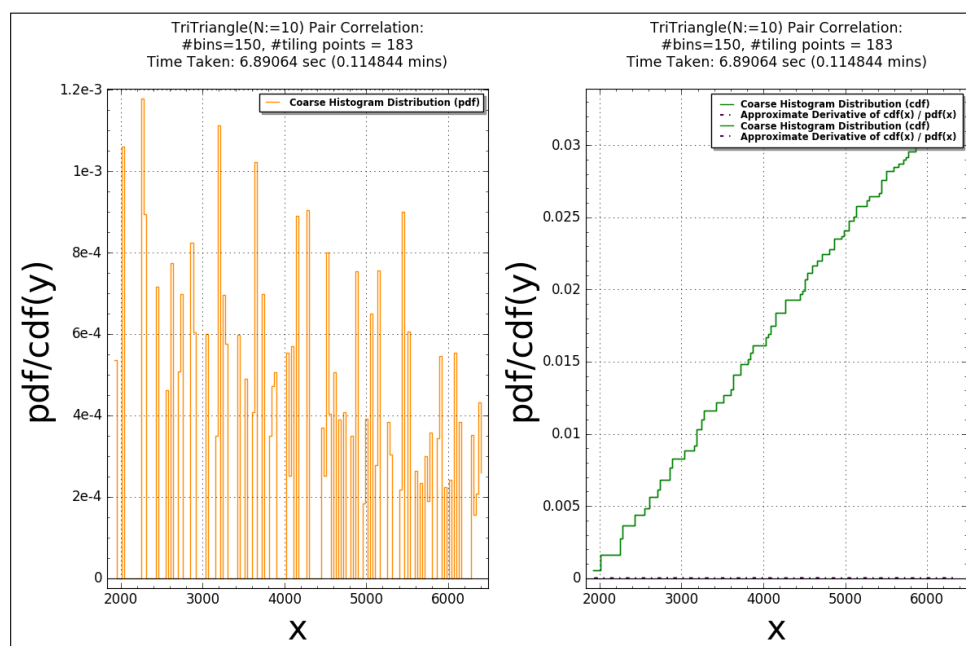 TriTriangle(N:=10) Pair Correlation:
#bins=150, #tiling points = 183
Time Taken: 6.89064 sec (0.114844 mins)
1.2e-3
1e-3
8e-4
6e-4
4e-4
2e-4
0
pdf/cdf(y)
Coarse Histogram Distribution (pdf)
2000
3000
4000
5000
6000
x
TriTriangle(N:=10) Pair Correlation:
#bins=150, #tiling points = 183
Time Taken: 6.89064 sec (0.114844 mins)
0.03
0.025
0.02
0.015
0.01
0.005
0
pdf/cdf(y)
Coarse Histogram Distribution (cdf)
Approximate Derivative of cdf(x) / pdf(x)
Coarse Histogram Distribution (cdf)
Approximate Derivative of cdf(x) / pdf(x)
2000
3000
4000
5000
6000
x